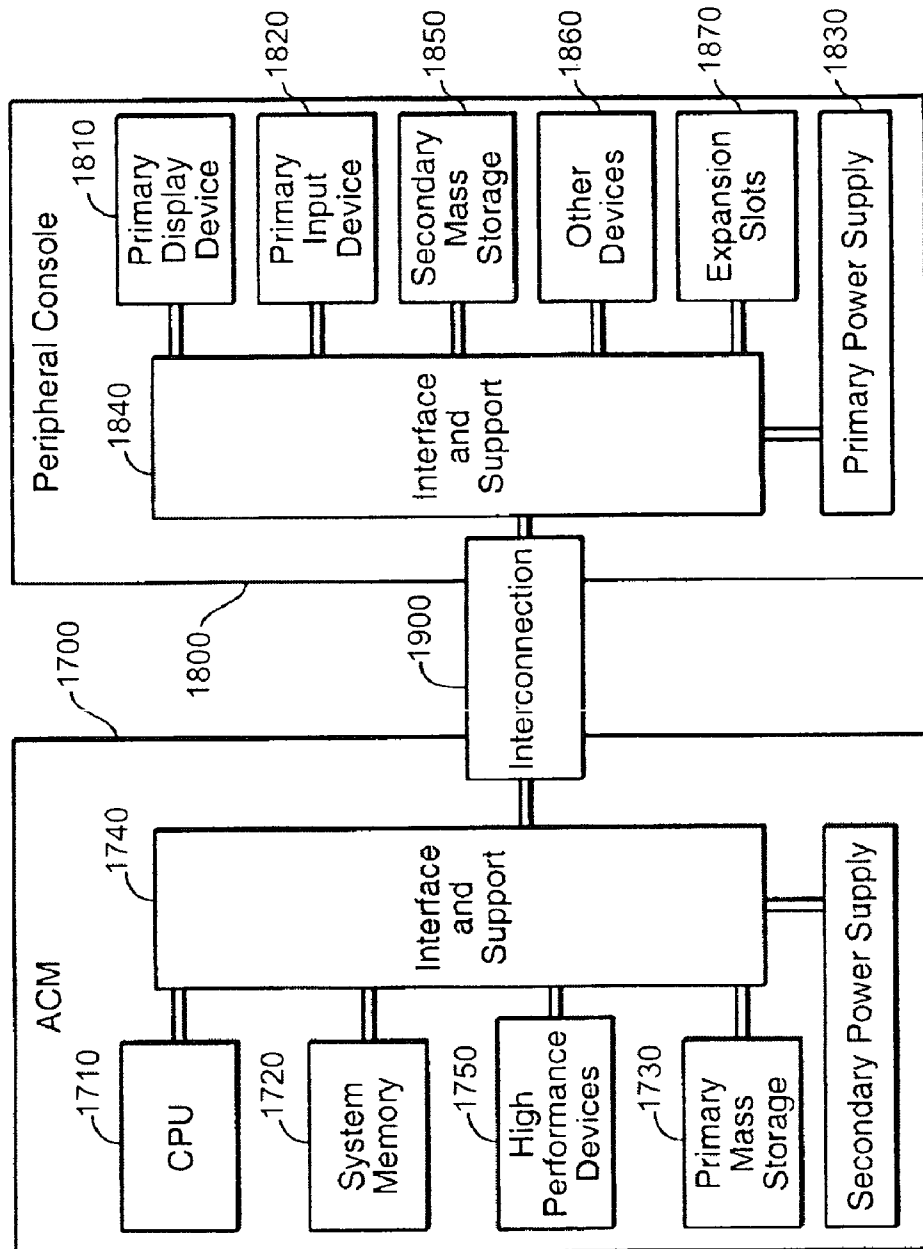 ACM
1700
1710
CPU
1720
System
Memory
1750
High
Performance
Devices
1730
Primary
Mass
Storage
1740
Interface
and
Support
Secondary Power Supply
1900
Interconnection
Peripheral Console
1800
1840
Interface
and
Support
1810
Primary
Display
Device
1820
Primary
Input
Device
1850
Secondary
Mass
Storage
1860
Other
Devices
1870
Expansion
Slots
1830
Primary Power Supply